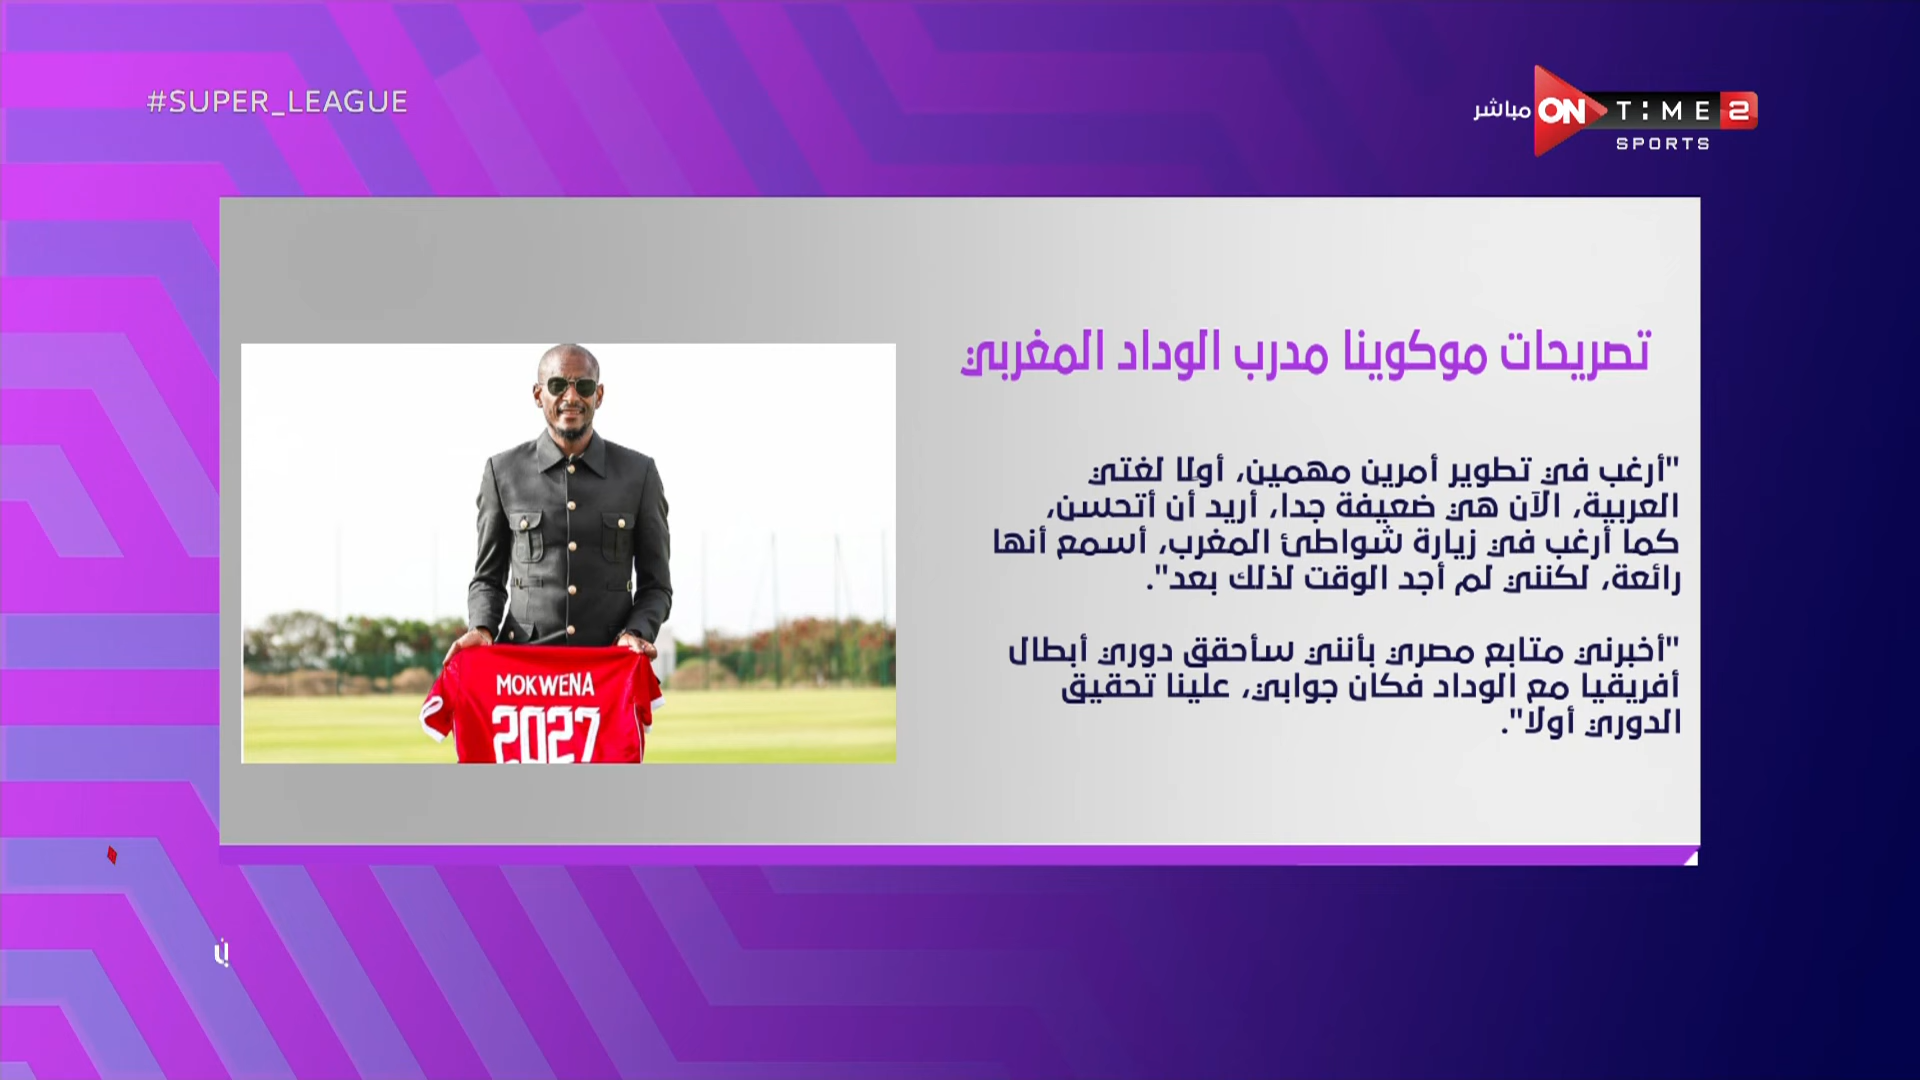 #SUPER_LEAGUE
مباشر ON TIME 2
SPORTS
تصريحات موكوينا مدرب الوداد المغربي
"أرغب في تطوير أمرين مهمين، أولًا لغتي
العربية، الآن هي ضعيفة جدا، أريد أن أتحسن،
كما أرغب في زيارة شواطئ المغرب، أسمع أنها
رائعة، لكنني لم أجد الوقت لذلك بعد".
"أخبرني متابع مصري بأنني سأحقق دوري أبطال
أفريقيا مع الوداد فكان جوابي، علينا تحقيق
الدوري أولا".
MOKWENA
2027